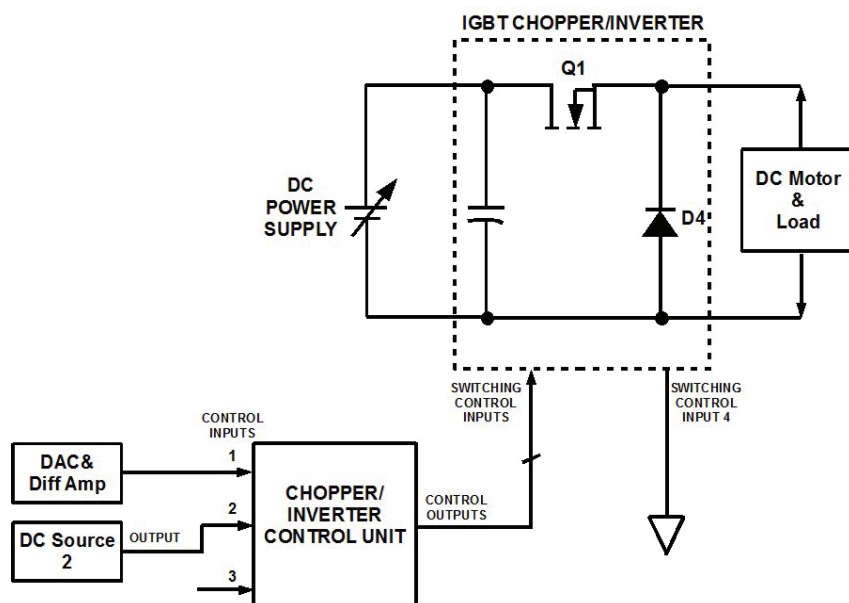 IGBT CHOPPER/INVERTER
Q1
DC
POWER
SUPPLY
D4
DC Motor
&
Load
SWITCHING
CONTROL
INPUTS
SWITCHING
CONTROL
INPUT 4
CONTROL
INPUTS
DAC&
Diff Amp
1
DC Source
2
OUTPUT
2
3
CHOPPER/
INVERTER
CONTROL UNIT
CONTROL
OUTPUTS